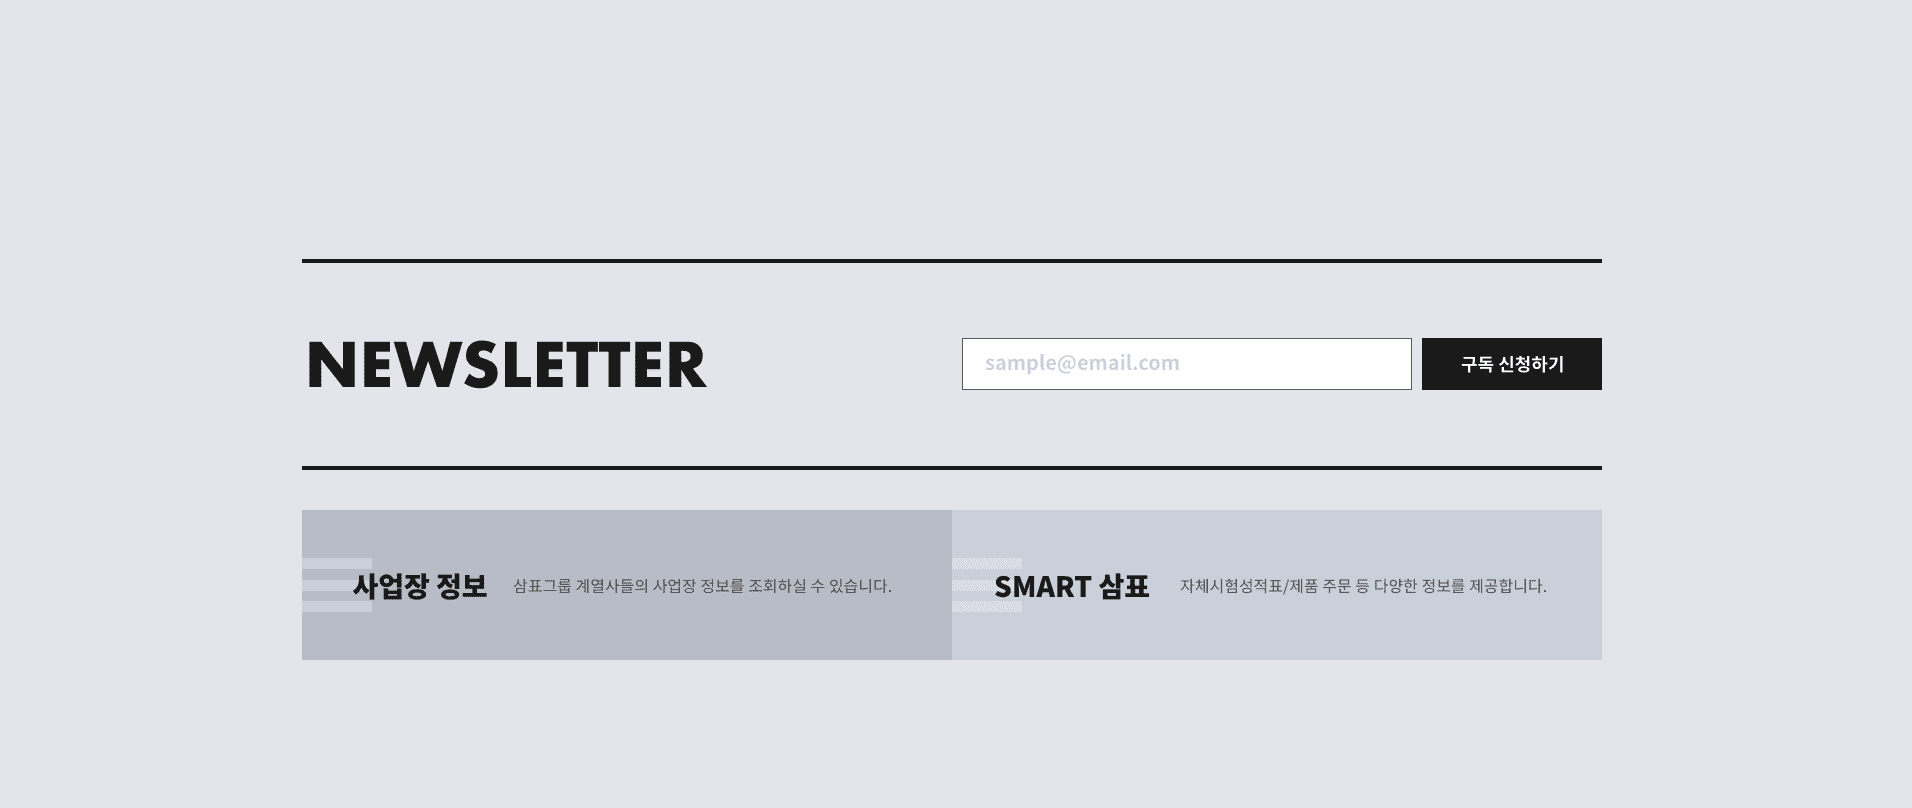 NEWSLETTER
sample@email.com
구독 신청하기
사업장 정보
삼표그룹 계열사들의 사업장 정보를 조회하실 수 있습니다.
SMART 삼표
자체시험성적표/제품 주문 등 다양한 정보를 제공합니다.